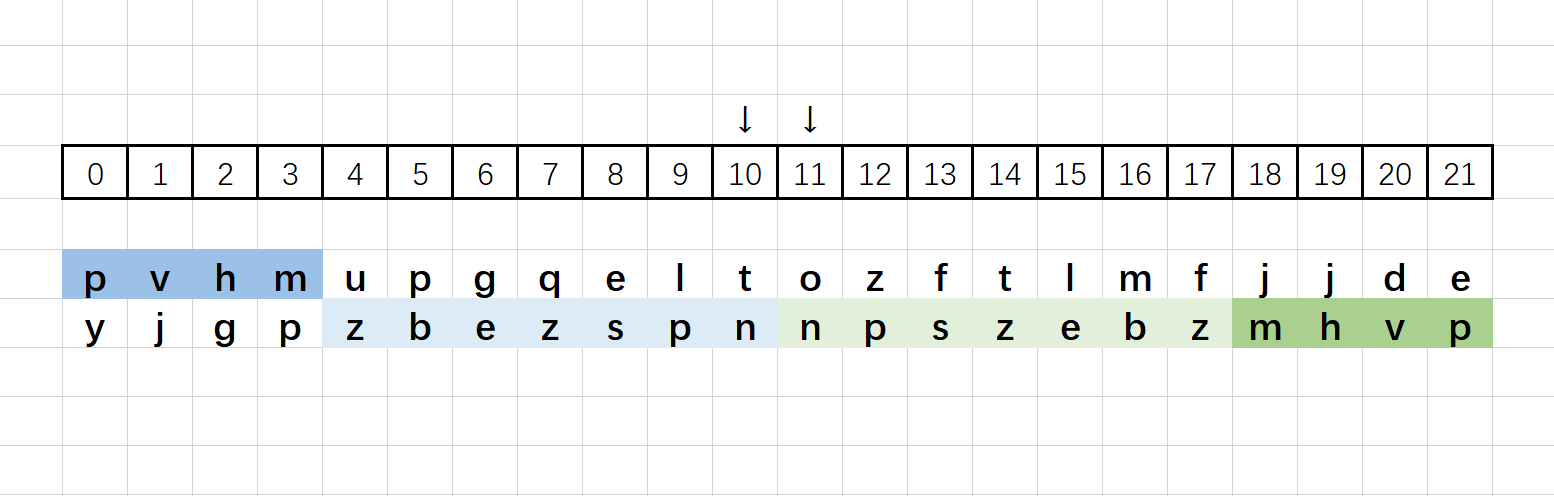 ↓ ↓
0 1 2 3 4 5 6 7 8 9 10 11 12 13 14 15 16 17 18 19 20 21
p v h m u p g q e l t o z f t l m f j j d e
y j g p z b e z s p n n p s z e b z m h v p